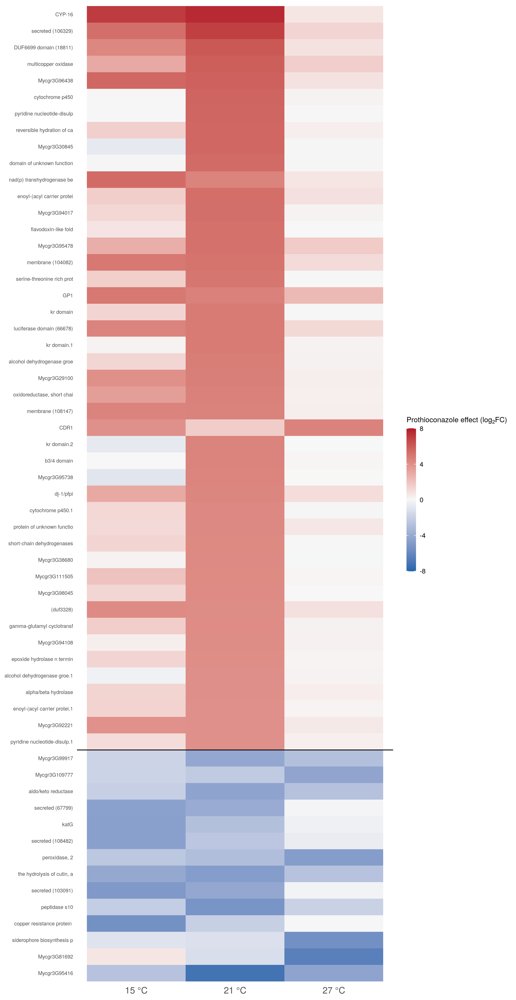 CYP-16
secreted (106329)
DUF6699 domain (18811)
multicopper oxidase
Mycgr3G96438
cytochrome p450
pyridine nucleotide-disulp
reversible hydration of ca
Mycgr3G30845
domain of unknown function
nad(p) transhydrogenase be
enoyl-(acyl carrier protei
Mycgr3G94017
flavodoxin-like fold
Mycgr3G95478
membrane (104082)
serine-threonine rich prot
GP1
kr domain
luciferase domain (66678)
kr domain.1
alcohol dehydrogenase groe
Mycgr3G29100
oxidoreductase, short chai
membrane (108147)
CDR1
kr domain.2
b3/4 domain
Mycgr3G95738
dj-1/pfpi
cytochrome p450.1
protein of unknown functio
short-chain dehydrogenases
Mycgr3G38680
Mycgr3G111505
Mycgr3G98045
(duf3328)
gamma-glutamyl cyclotransf
Mycgr3G94108
epoxide hydrolase n termin
alcohol dehydrogenase groe.1
alpha/beta hydrolase
enoyl-(acyl carrier protei.1
Mycgr3G92221
pyridine nucleotide-disulp.1
Mycgr3G99917
Mycgr3G109777
aldo/keto reductase
secreted (67799)
katG
secreted (108482)
peroxidase, 2
the hydrolysis of cutin, a
secreted (103091)
peptidase s10
copper resistance protein
siderophore biosynthesis p
Mycgr3G81692
Mycgr3G95416
15 °C 21 °C 27 °C
Prothioconazole effect (log₂FC)
8
4
0
-4
-8